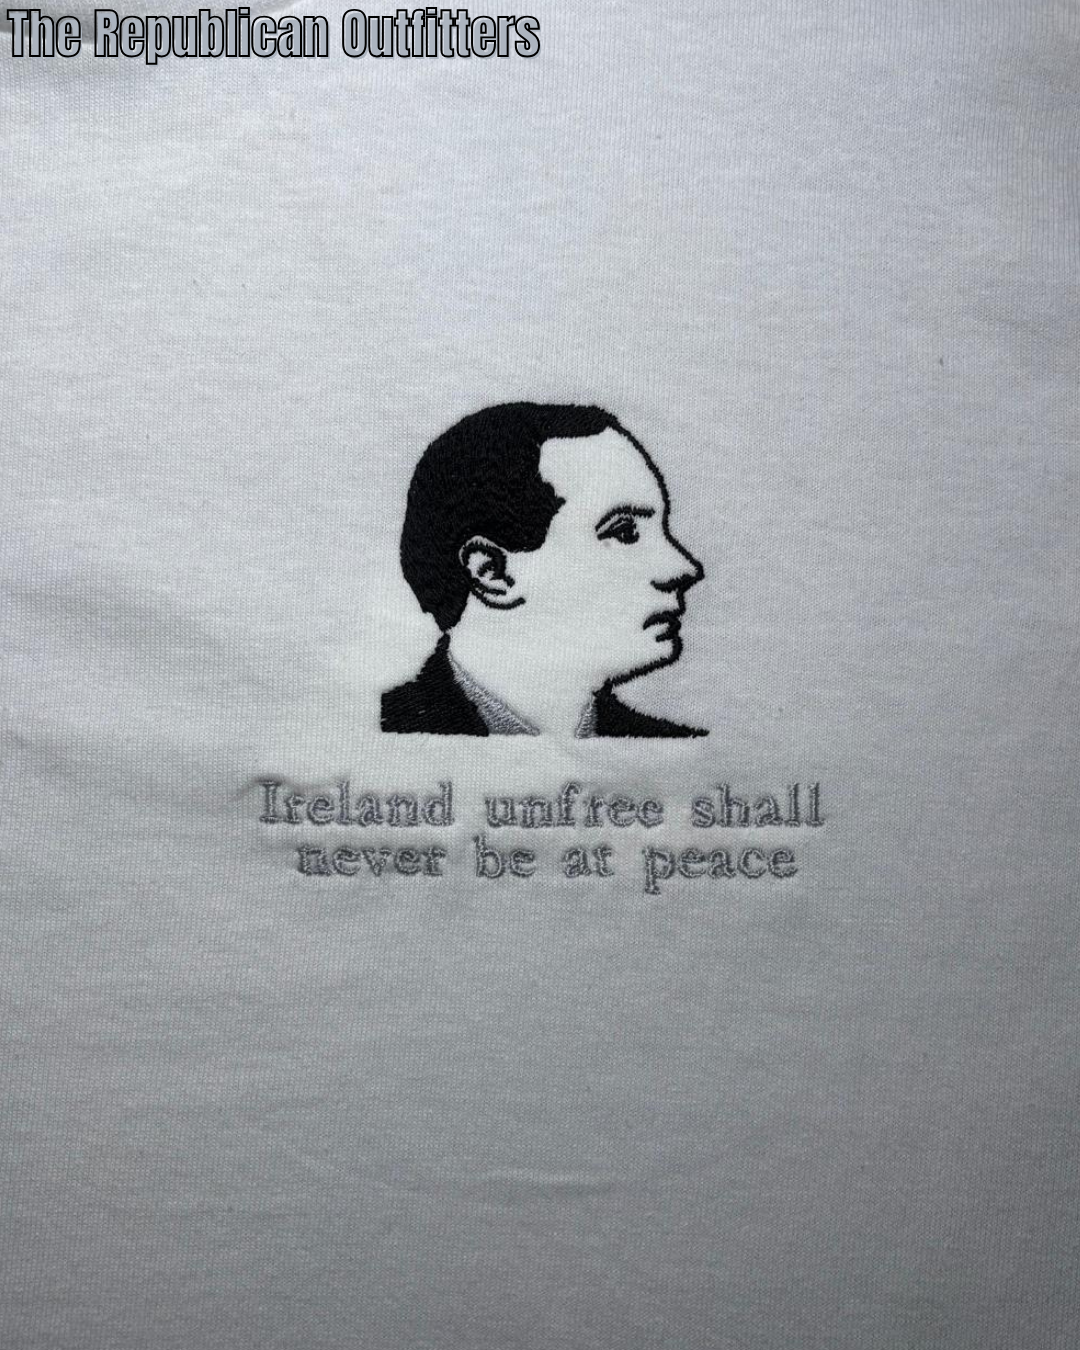 The Republican Outfitters
Ireland unfree shall
never be at peace